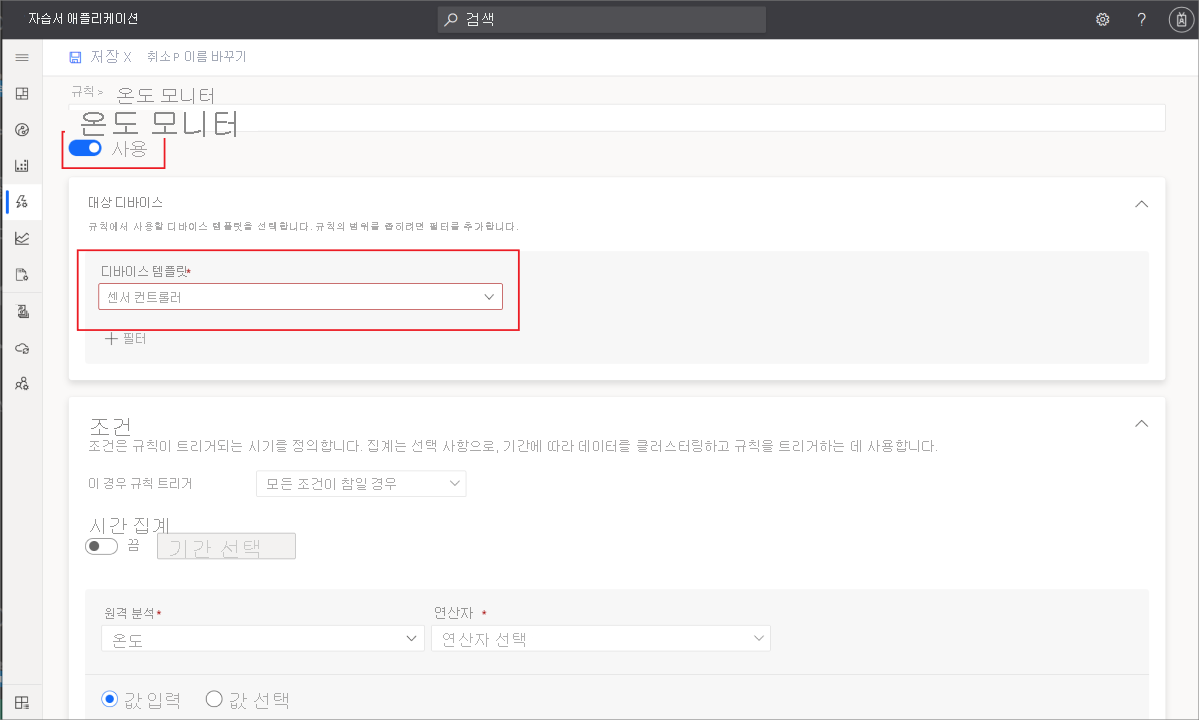 자습서 애플리케이션
검색
?
저장 X 취소 P 이름 바꾸기
규칙 > 온도 모니터
온도 모니터
사용
대상 디바이스
규칙에서 사용할 디바이스 템플릿을 선택합니다. 규칙의 범위를 좁히려면 필터를 추가합니다.
디바이스 템플릿*
센서 컨트롤러
+ 필터
조건
조건은 규칙이 트리거되는 시기를 정의합니다. 집계는 선택 사항으로, 기간에 따라 데이터를 클러스터링하고 규칙을 트리거하는 데 사용합니다.
이 경우 규칙 트리거 모든 조건이 참일 경우
시간 집계
끔 기간 선택
원격 분석* 연산자 *
온도 연산자 선택
값 입력 값 선택